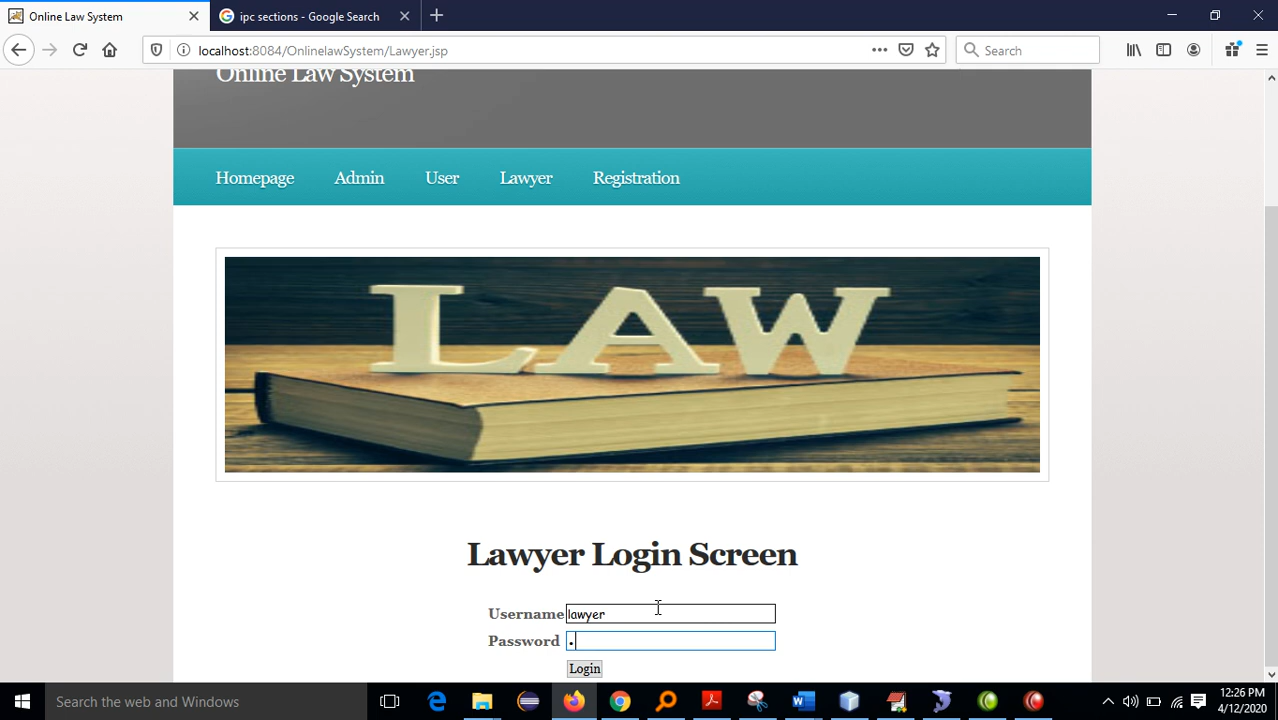 Online Law System
ipc sections - Google Search
localhost:8084/OnlinelawSystem/Lawyer.jsp
Search
Online Law System
Homepage
Admin
User
Lawyer
Registration
LAW
Lawyer Login Screen
Username lawyer
Password
Login
Search the web and Windows
12:26 PM
4/12/2020